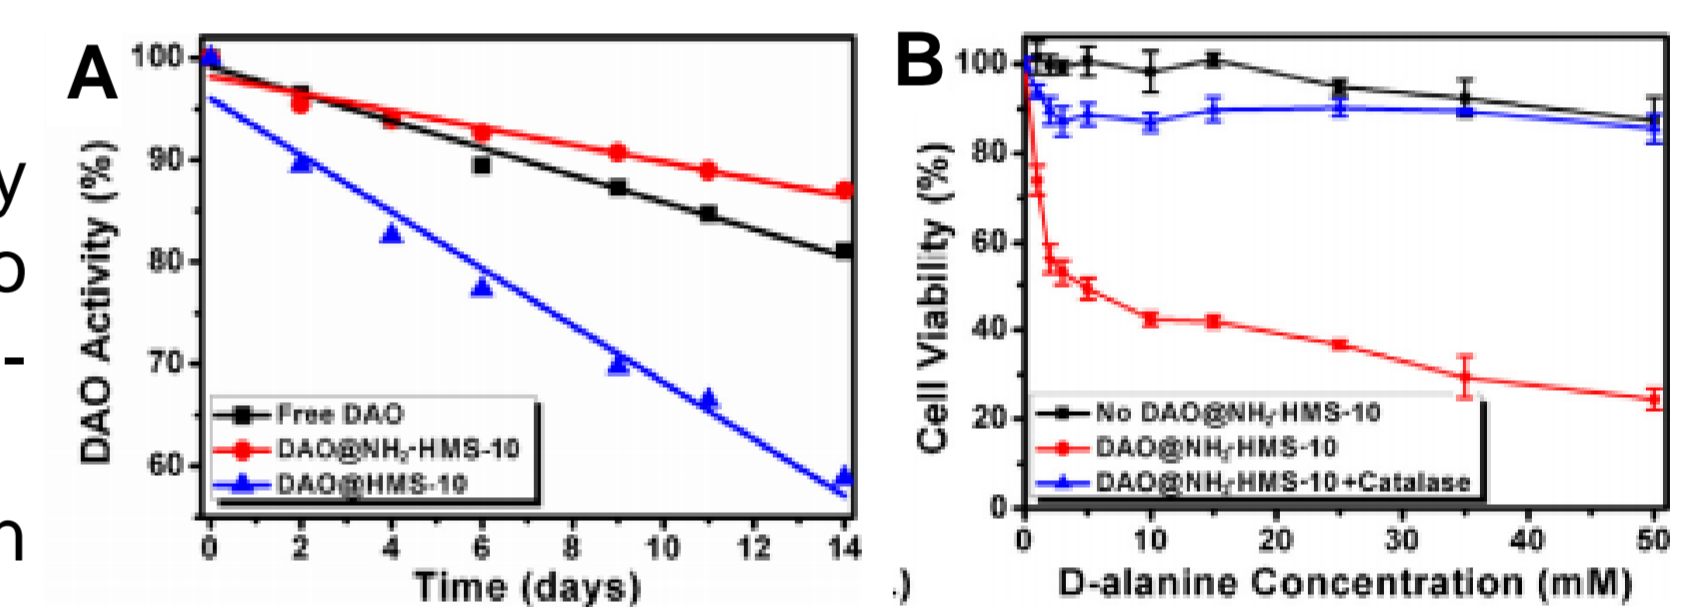 y
o
-
n
A
100
90
80
70
60
DAO Activity (%)
Free DAO
DAO@NH₂-HMS-10
DAO@HMS-10
0 2 4 6 8 10 12 14
Time (days)
B
100
80
60
40
20
0
Cell Viability (%)
No DAO@NH₂-HMS-10
DAO@NH₂-HMS-10
DAO@NH₂-HMS-10+Catalase
0 10 20 30 40 50
.)
D-alanine Concentration (mM)